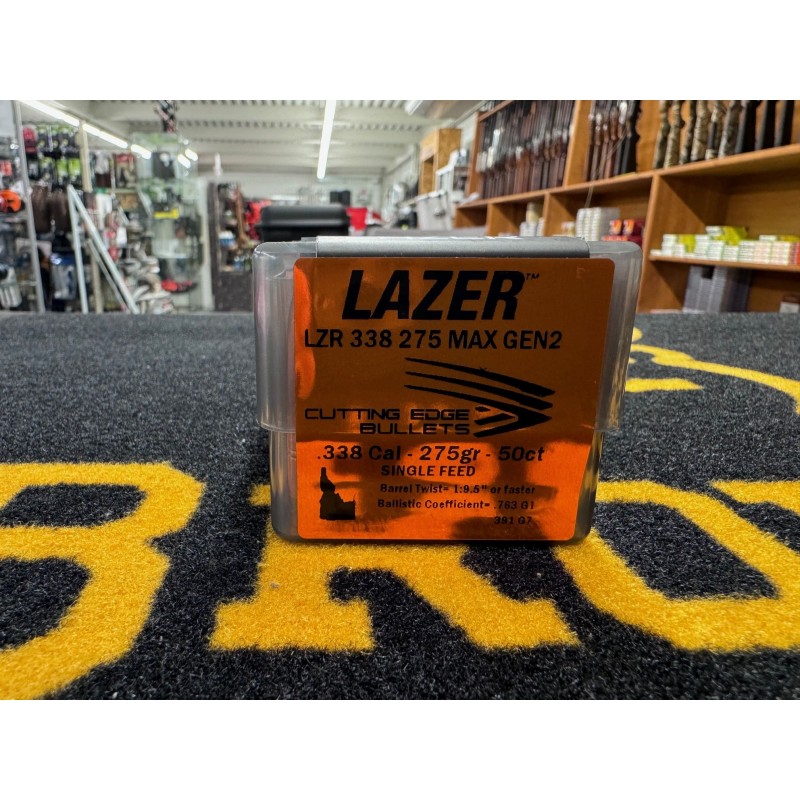 LAZER™
LZR 338 275 MAX GEN2
CUTTING EDGE
BULLETS
.338 Cal - 275gr - 50ct
SINGLE FEED
Barrel Twist= 1:9.5" or faster
Ballistic Coefficient= .783 G1
.391 G7
BRO